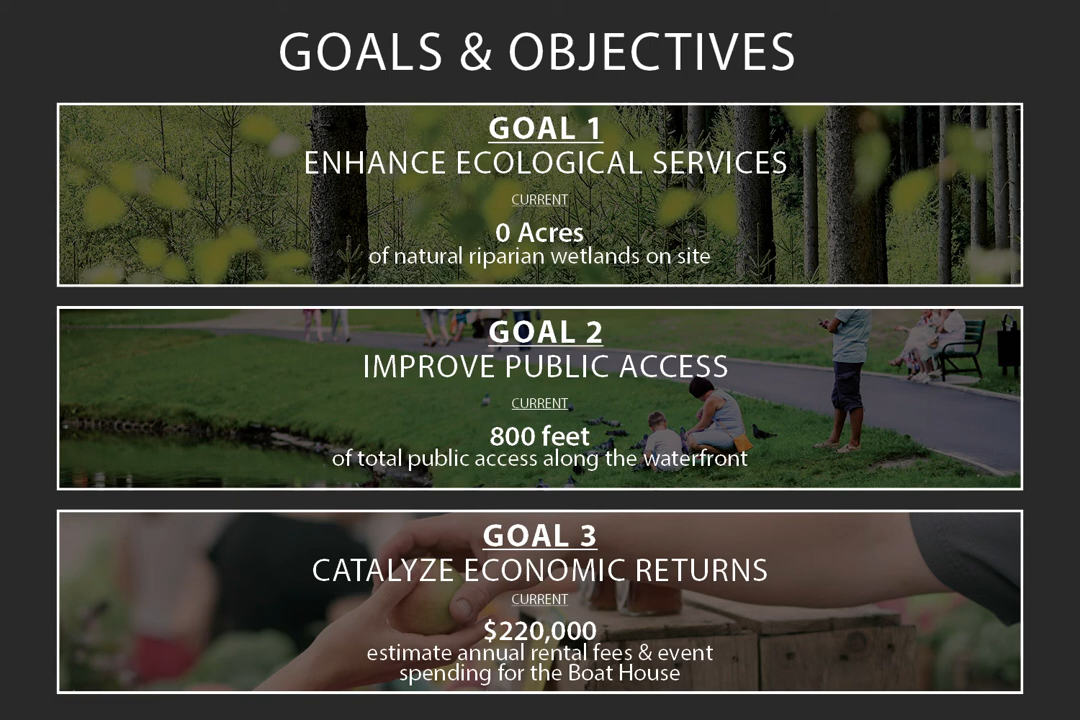 GOALS & OBJECTIVES
GOAL 1
ENHANCE ECOLOGICAL SERVICES
CURRENT
0 Acres
of natural riparian wetlands on site
GOAL 2
IMPROVE PUBLIC ACCESS
CURRENT
800 feet
of total public access along the waterfront
GOAL 3
CATALYZE ECONOMIC RETURNS
CURRENT
$220,000
estimate annual rental fees & event
spending for the Boat House